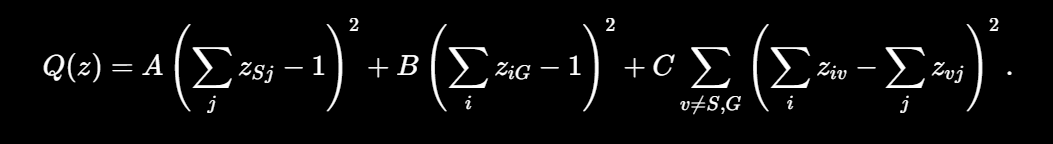 Q(z) = A \left( \sum_{j} z_{Sj} - 1 \right)^2 + B \left( \sum_{i} z_{iG} - 1 \right)^2 + C \sum_{v \neq S,G} \left( \sum_{i} z_{iv} - \sum_{j} z_{vj} \right)^2 .